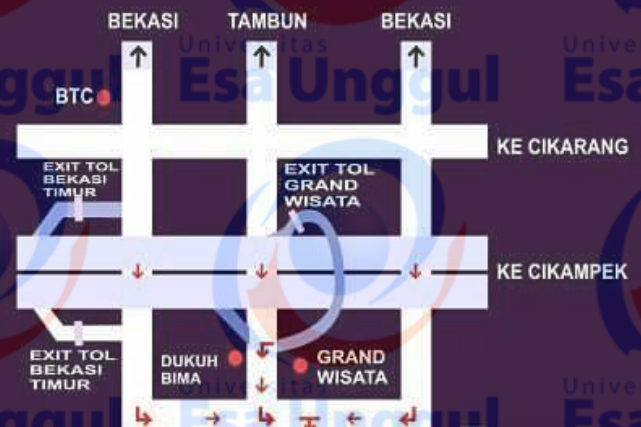 BEKASI
TAMBUN
BEKASI
Universitas
Esa Unggul
BTC
KE CIKARANG
EXIT TOL
BEKASI
TIMUR
EXIT TOL
GRAND
WISATA
KE CIKAMPEK
EXIT TOL
BEKASI
TIMUR
DUKUH
BIMA
GRAND
WISATA
Universitas
Esa Unggul